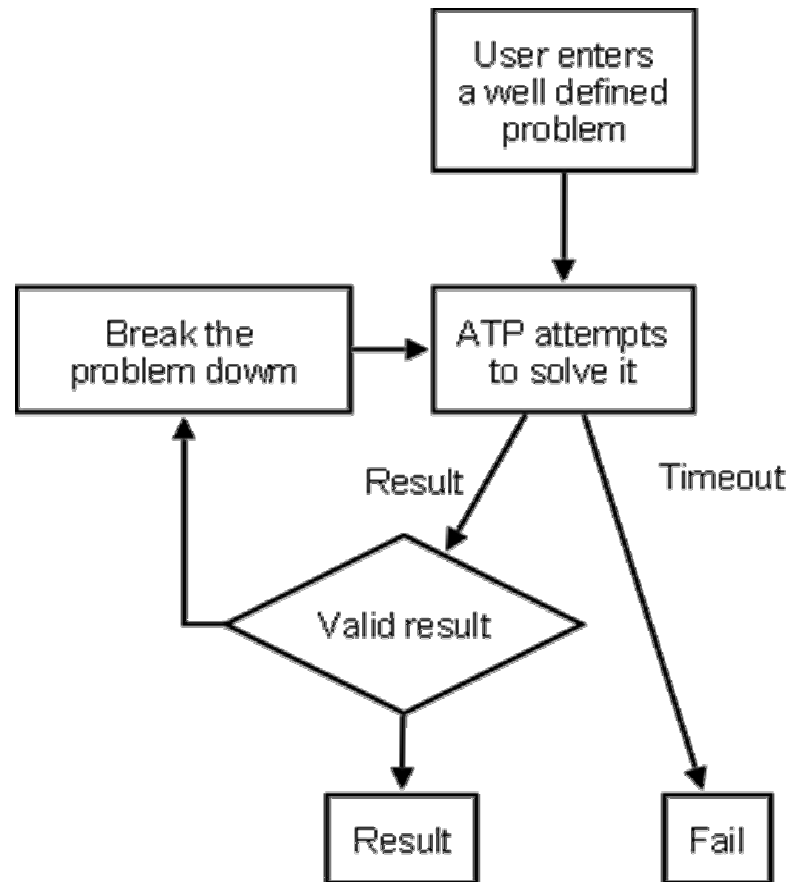 User enters
a well defined
problem
Break the
problem dowm
ATP attempts
to solve it
Result
Timeout
Valid result
Result
Fail